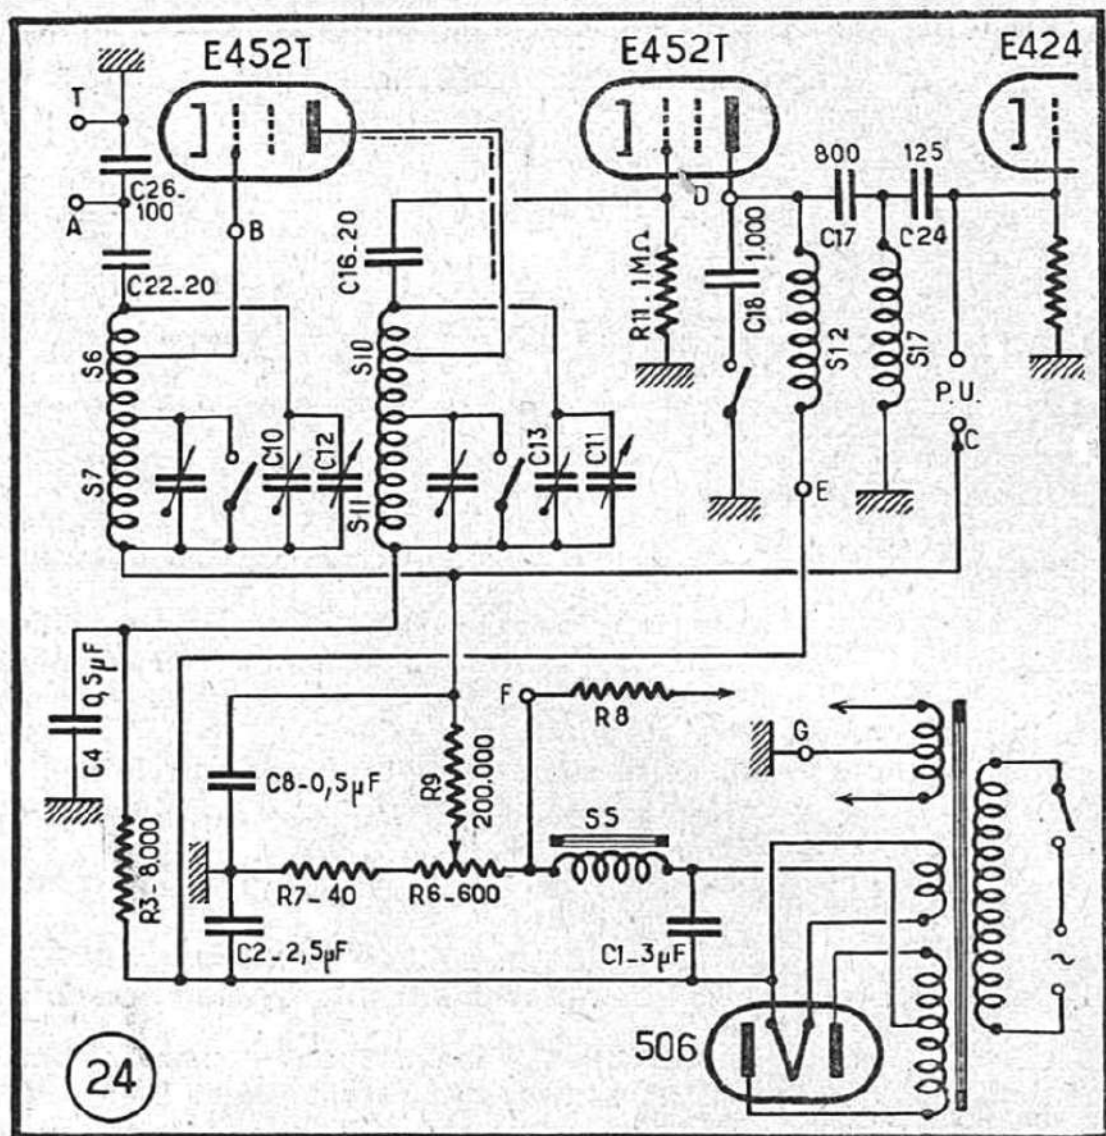 E452T
E452T
E424
T
C26-
100
A
C22-20
B
C16-20
R11. 1MΩ
D
1.000
C18
800
C17
125
C24
S12
S17
P.U.
C
E
S6
S7
C10
C12
S10
S11
C13
C11
0,5µF
C4
R3-8.000
C8-0,5µF
R9
200.000
F
R8
G
S5
R7-40
R6-600
C2-2,5µF
C1-3µF
~
506
24